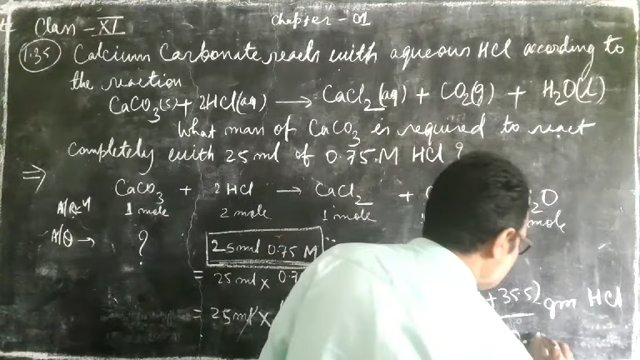 Class - XI
Chapter - 01
1.35 Calcium Carbonate reacts with aqueous HCl according to
the reaction
CaCO3(s) + 2HCl(aq) → CaCl2(aq) + CO2(g) + H2O(l)
What mass of CaCO3 is required to react
completely with 25 ml of 0.75 M HCl ?
⇒ CaCO3 + 2HCl → CaCl2 +
1 mole 2 mole 1 mole mole
A/Q → ? 25 ml 0.75 M
= 25 ml x 0.7
= 25 ml x + 35.5) gm HCl